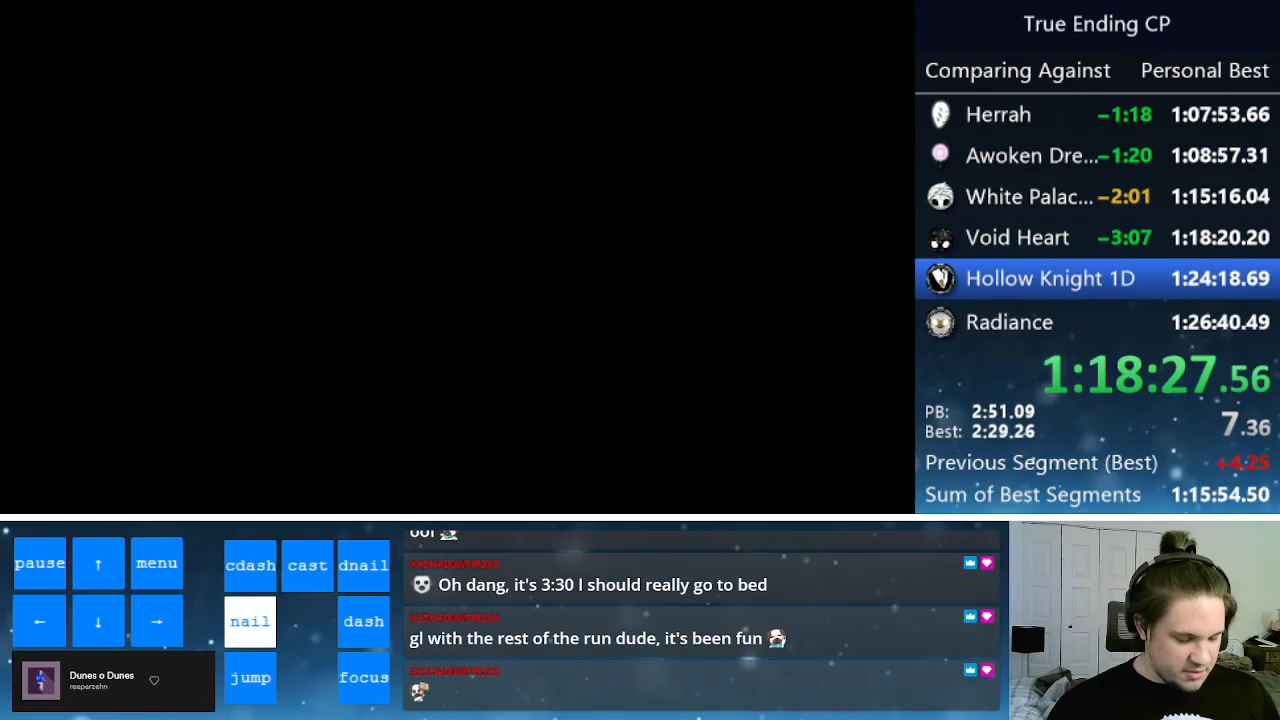 True Ending CP
Comparing Against Personal Best
Herrah −1:18 1:07:53.66
Awoken Dre... −1:20 1:08:57.31
White Palac... −2:01 1:15:16.04
Void Heart −3:07 1:18:20.20
Hollow Knight 1D 1:24:18.69
Radiance 1:26:40.49
1:18:27.56
PB: 2:51.09
Best: 2:29.26
7.36
Previous Segment (Best) +4.25
Sum of Best Segments 1:15:54.50
pause ↑ menu
← ↓ →
cdash cast dnail
nail dash
jump focus
Dunes o Dunes
reeperzehn
Oh dang, it's 3:30 I should really go to bed
gl with the rest of the run dude, it's been fun